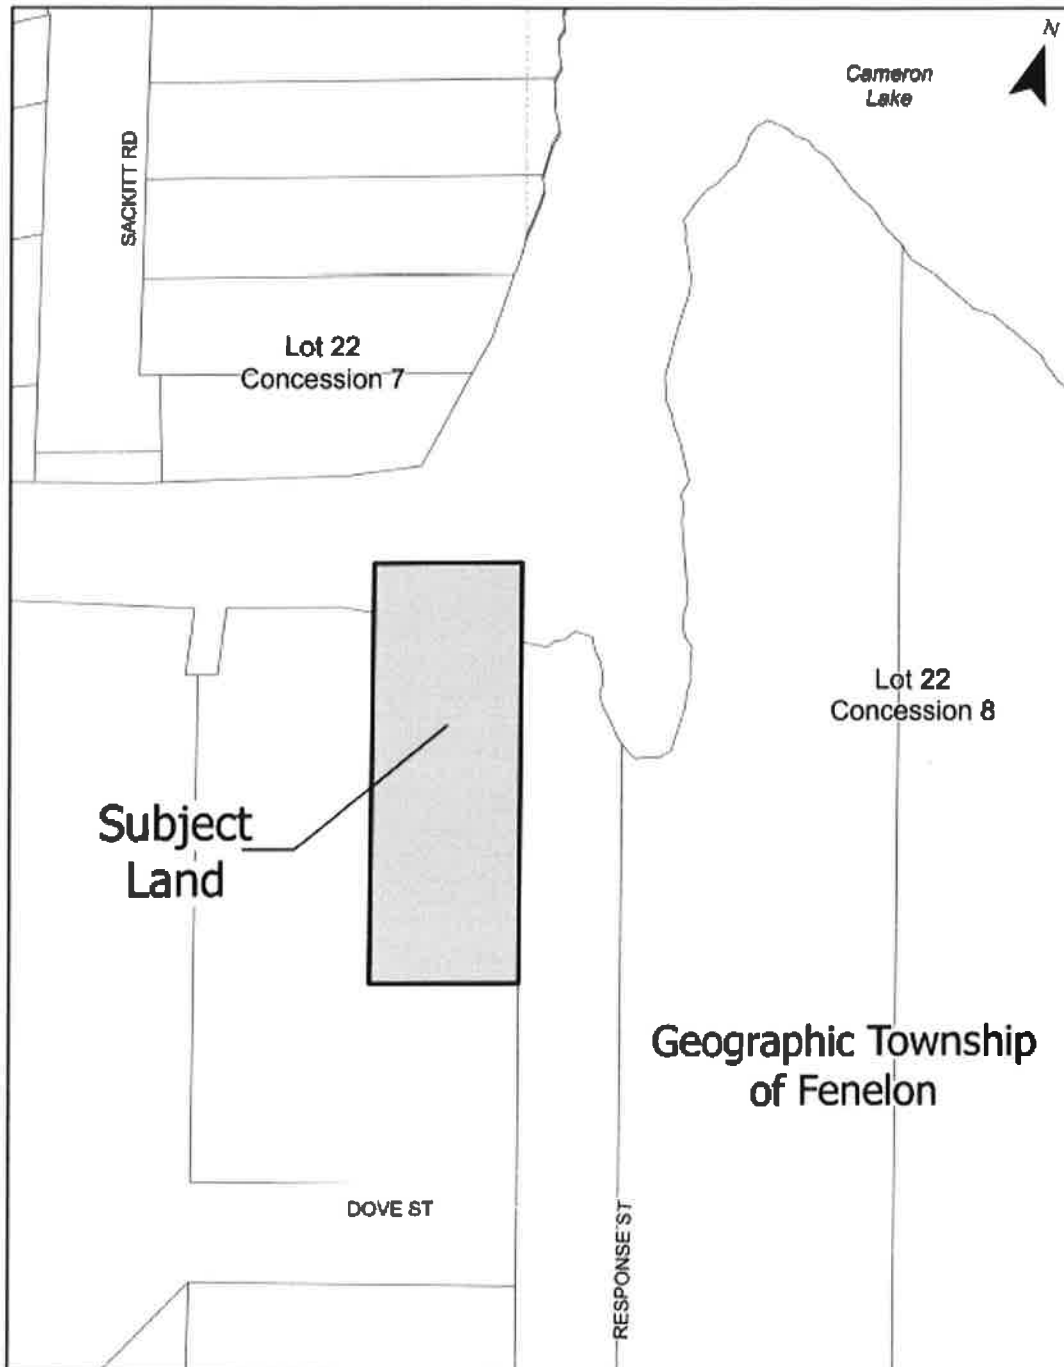 N
Cameron
Lake
SACKITT RD
Lot 22
Concession 7
Lot 22
Concession 8
Subject
Land
Geographic Township
of Fenelon
DOVE ST
RESPONSE ST